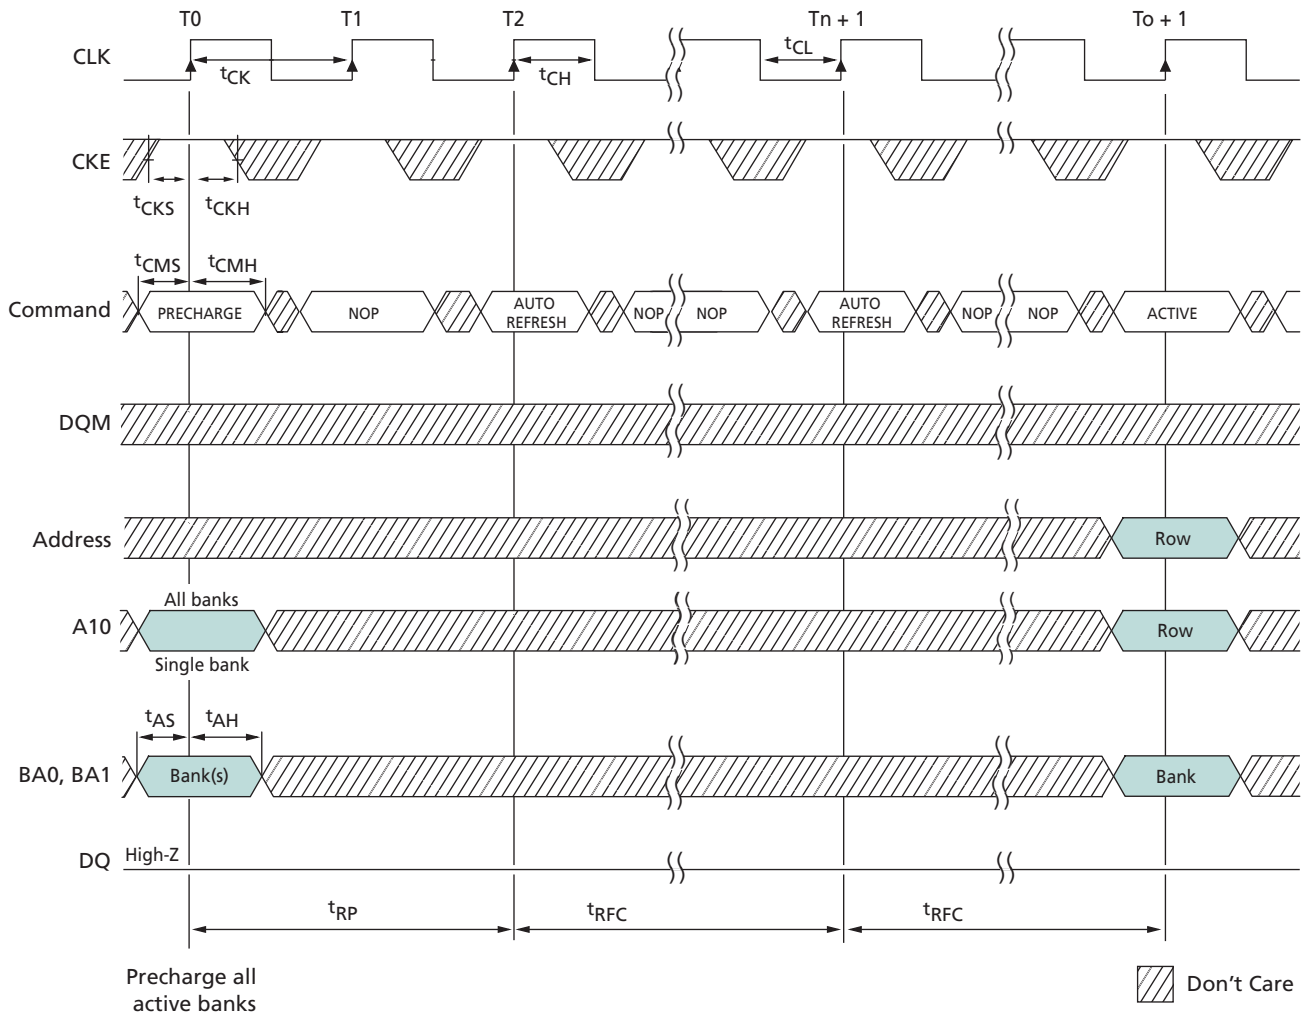 T0 T1 T2 Tn + 1 To + 1
CLK
tCK tCH tCL
CKE
tCKS tCKH
tCMS tCMH
Command PRECHARGE NOP AUTO REFRESH NOP NOP AUTO REFRESH NOP NOP ACTIVE
DQM
Address Row
All banks
A10 Row
Single bank
tAS tAH
BA0, BA1 Bank(s) Bank
DQ High-Z
tRP tRFC tRFC
Precharge all
active banks
Don't Care